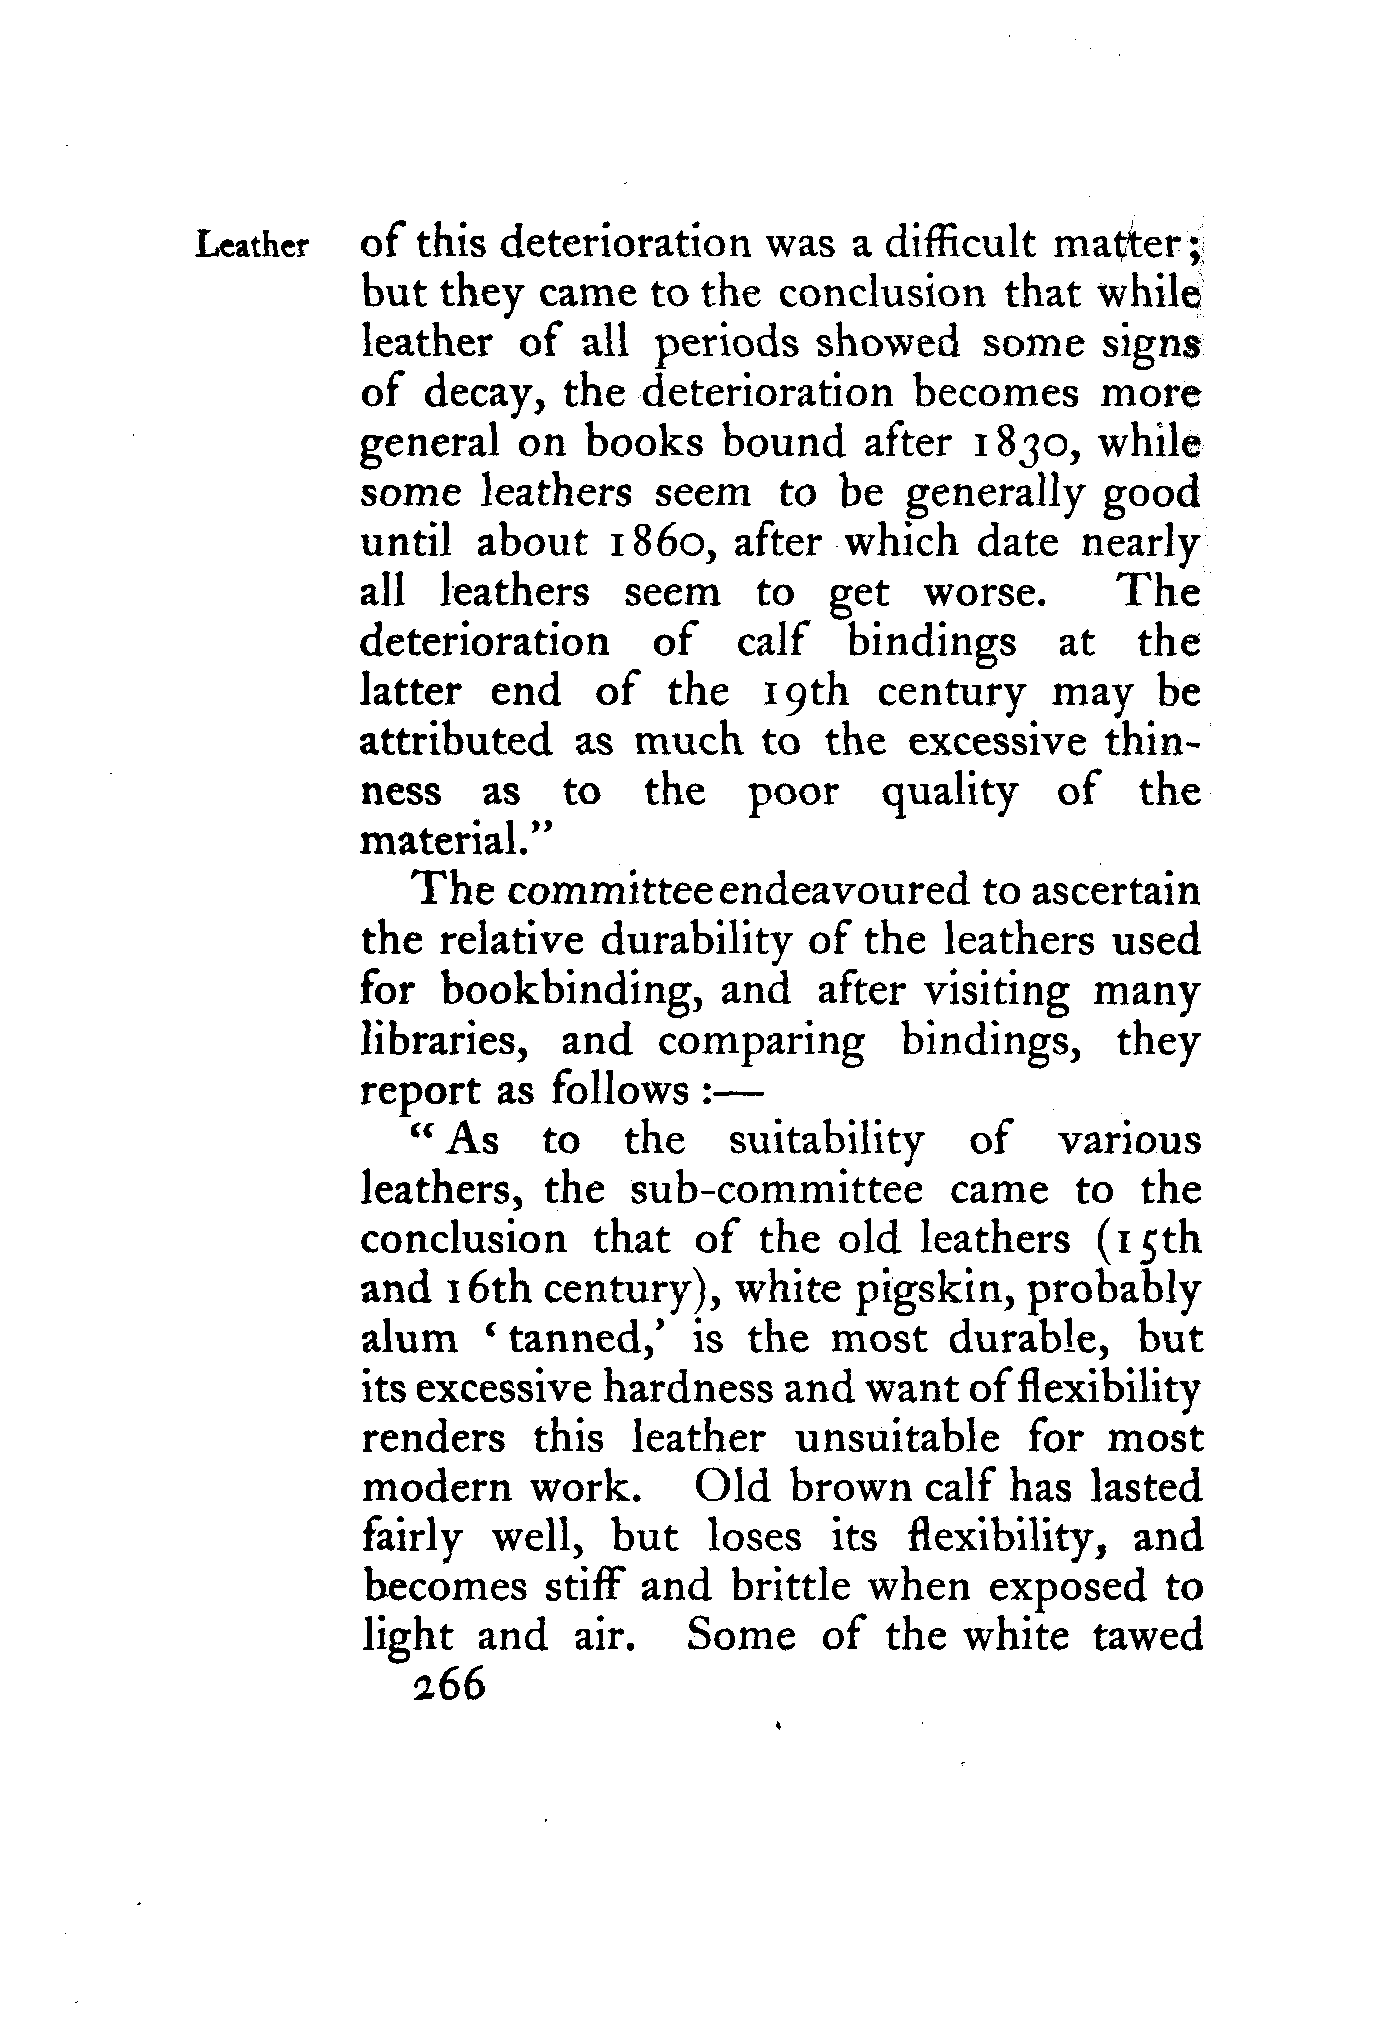 Leather
of this deterioration was a difficult matter;
but they came to the conclusion that while
leather of all periods showed some signs
of decay, the deterioration becomes more
general on books bound after 1830, while
some leathers seem to be generally good
until about 1860, after which date nearly
all leathers seem to get worse. The
deterioration of calf bindings at the
latter end of the 19th century may be
attributed as much to the excessive thin-
ness as to the poor quality of the
material.”
The committee endeavoured to ascertain
the relative durability of the leathers used
for bookbinding, and after visiting many
libraries, and comparing bindings, they
report as follows :—
“ As to the suitability of various
leathers, the sub-committee came to the
conclusion that of the old leathers (15th
and 16th century), white pigskin, probably
alum ‘ tanned,’ is the most durable, but
its excessive hardness and want of flexibility
renders this leather unsuitable for most
modern work. Old brown calf has lasted
fairly well, but loses its flexibility, and
becomes stiff and brittle when exposed to
light and air. Some of the white tawed
266